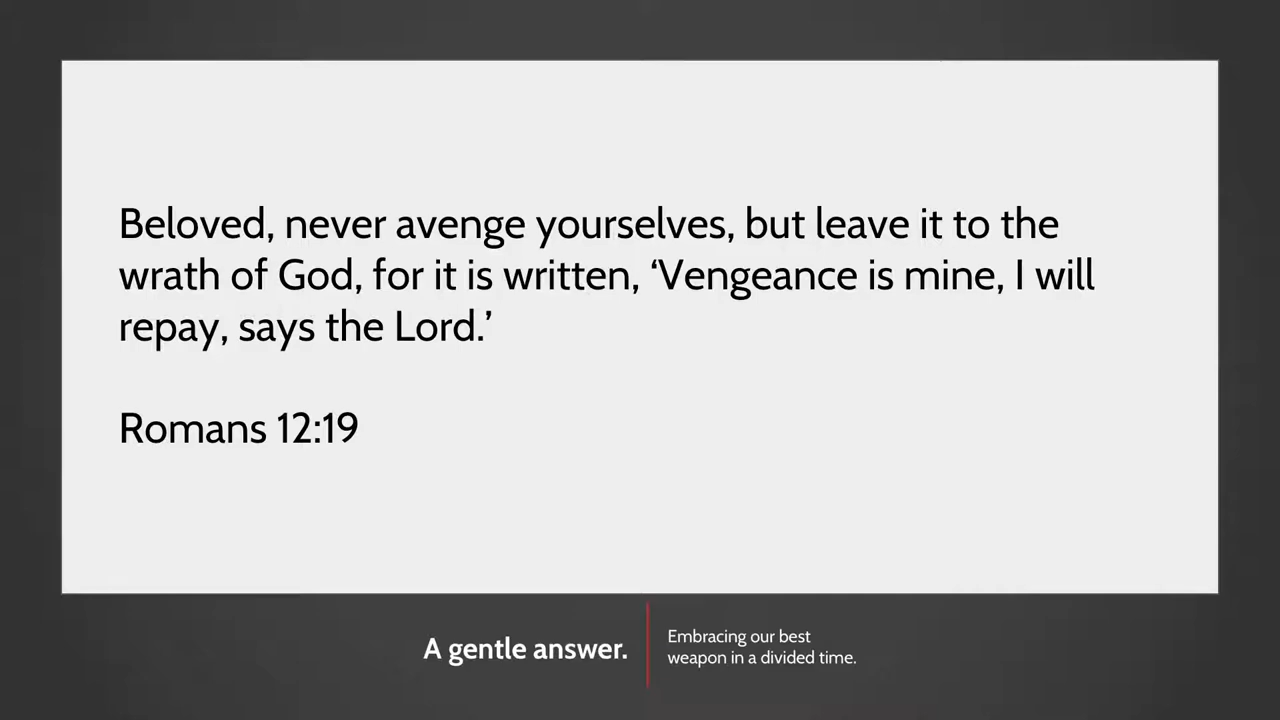 Beloved, never avenge yourselves, but leave it to the
wrath of God, for it is written, ‘Vengeance is mine, I will
repay, says the Lord.’
Romans 12:19
A gentle answer.
Embracing our best
weapon in a divided time.